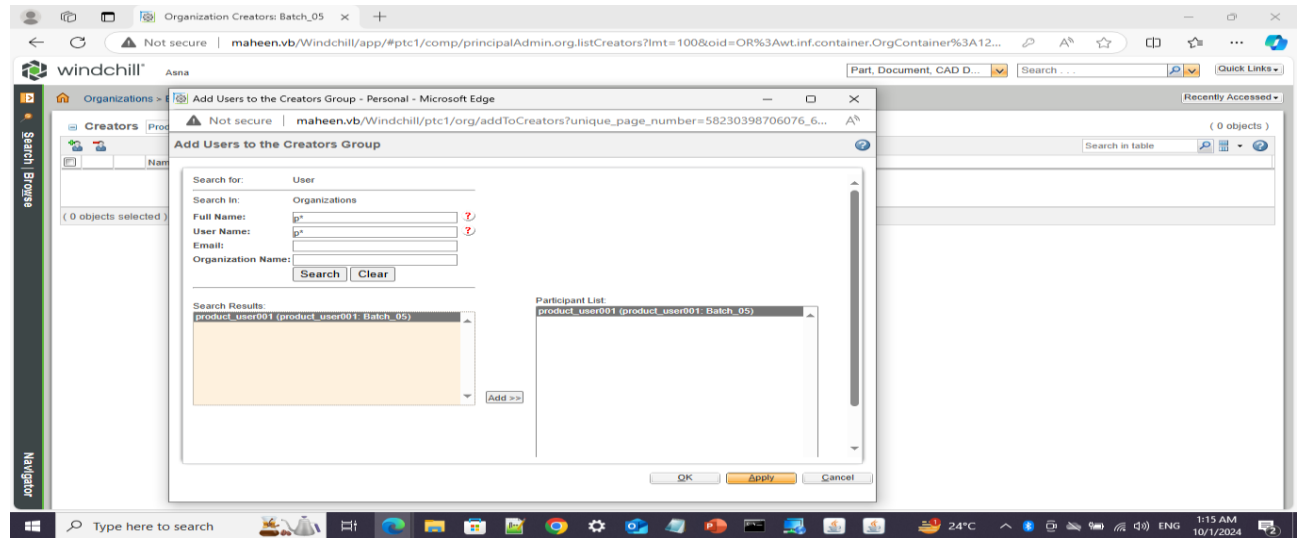 Organization Creators: Batch_05
Not secure | maheen.vb/Windchill/app/#ptc1/comp/principalAdmin.org.listCreators?lmt=100&oid=OR%3Awt.inf.container.OrgContainer%3A12...
windchill Asna Part, Document, CAD D... Search . . . Quick Links
Organizations > Recently Accessed
Add Users to the Creators Group - Personal - Microsoft Edge
Not secure | maheen.vb/Windchill/ptc1/org/addToCreators?unique_page_number=58230398706076_6...
Creators Prod ( 0 objects )
Add Users to the Creators Group
Search in table
Nam
( 0 objects selected )
Search | Browse
Navigator
Search for: User
Search In: Organizations
Full Name: p*
User Name: p*
Email:
Organization Name:
Search Clear
Search Results:
product_user001 (product_user001: Batch_05)
Add >>
Participant List:
product_user001 (product_user001: Batch_05)
OK Apply Cancel
Type here to search
24°C ENG 1:15 AM
10/1/2024